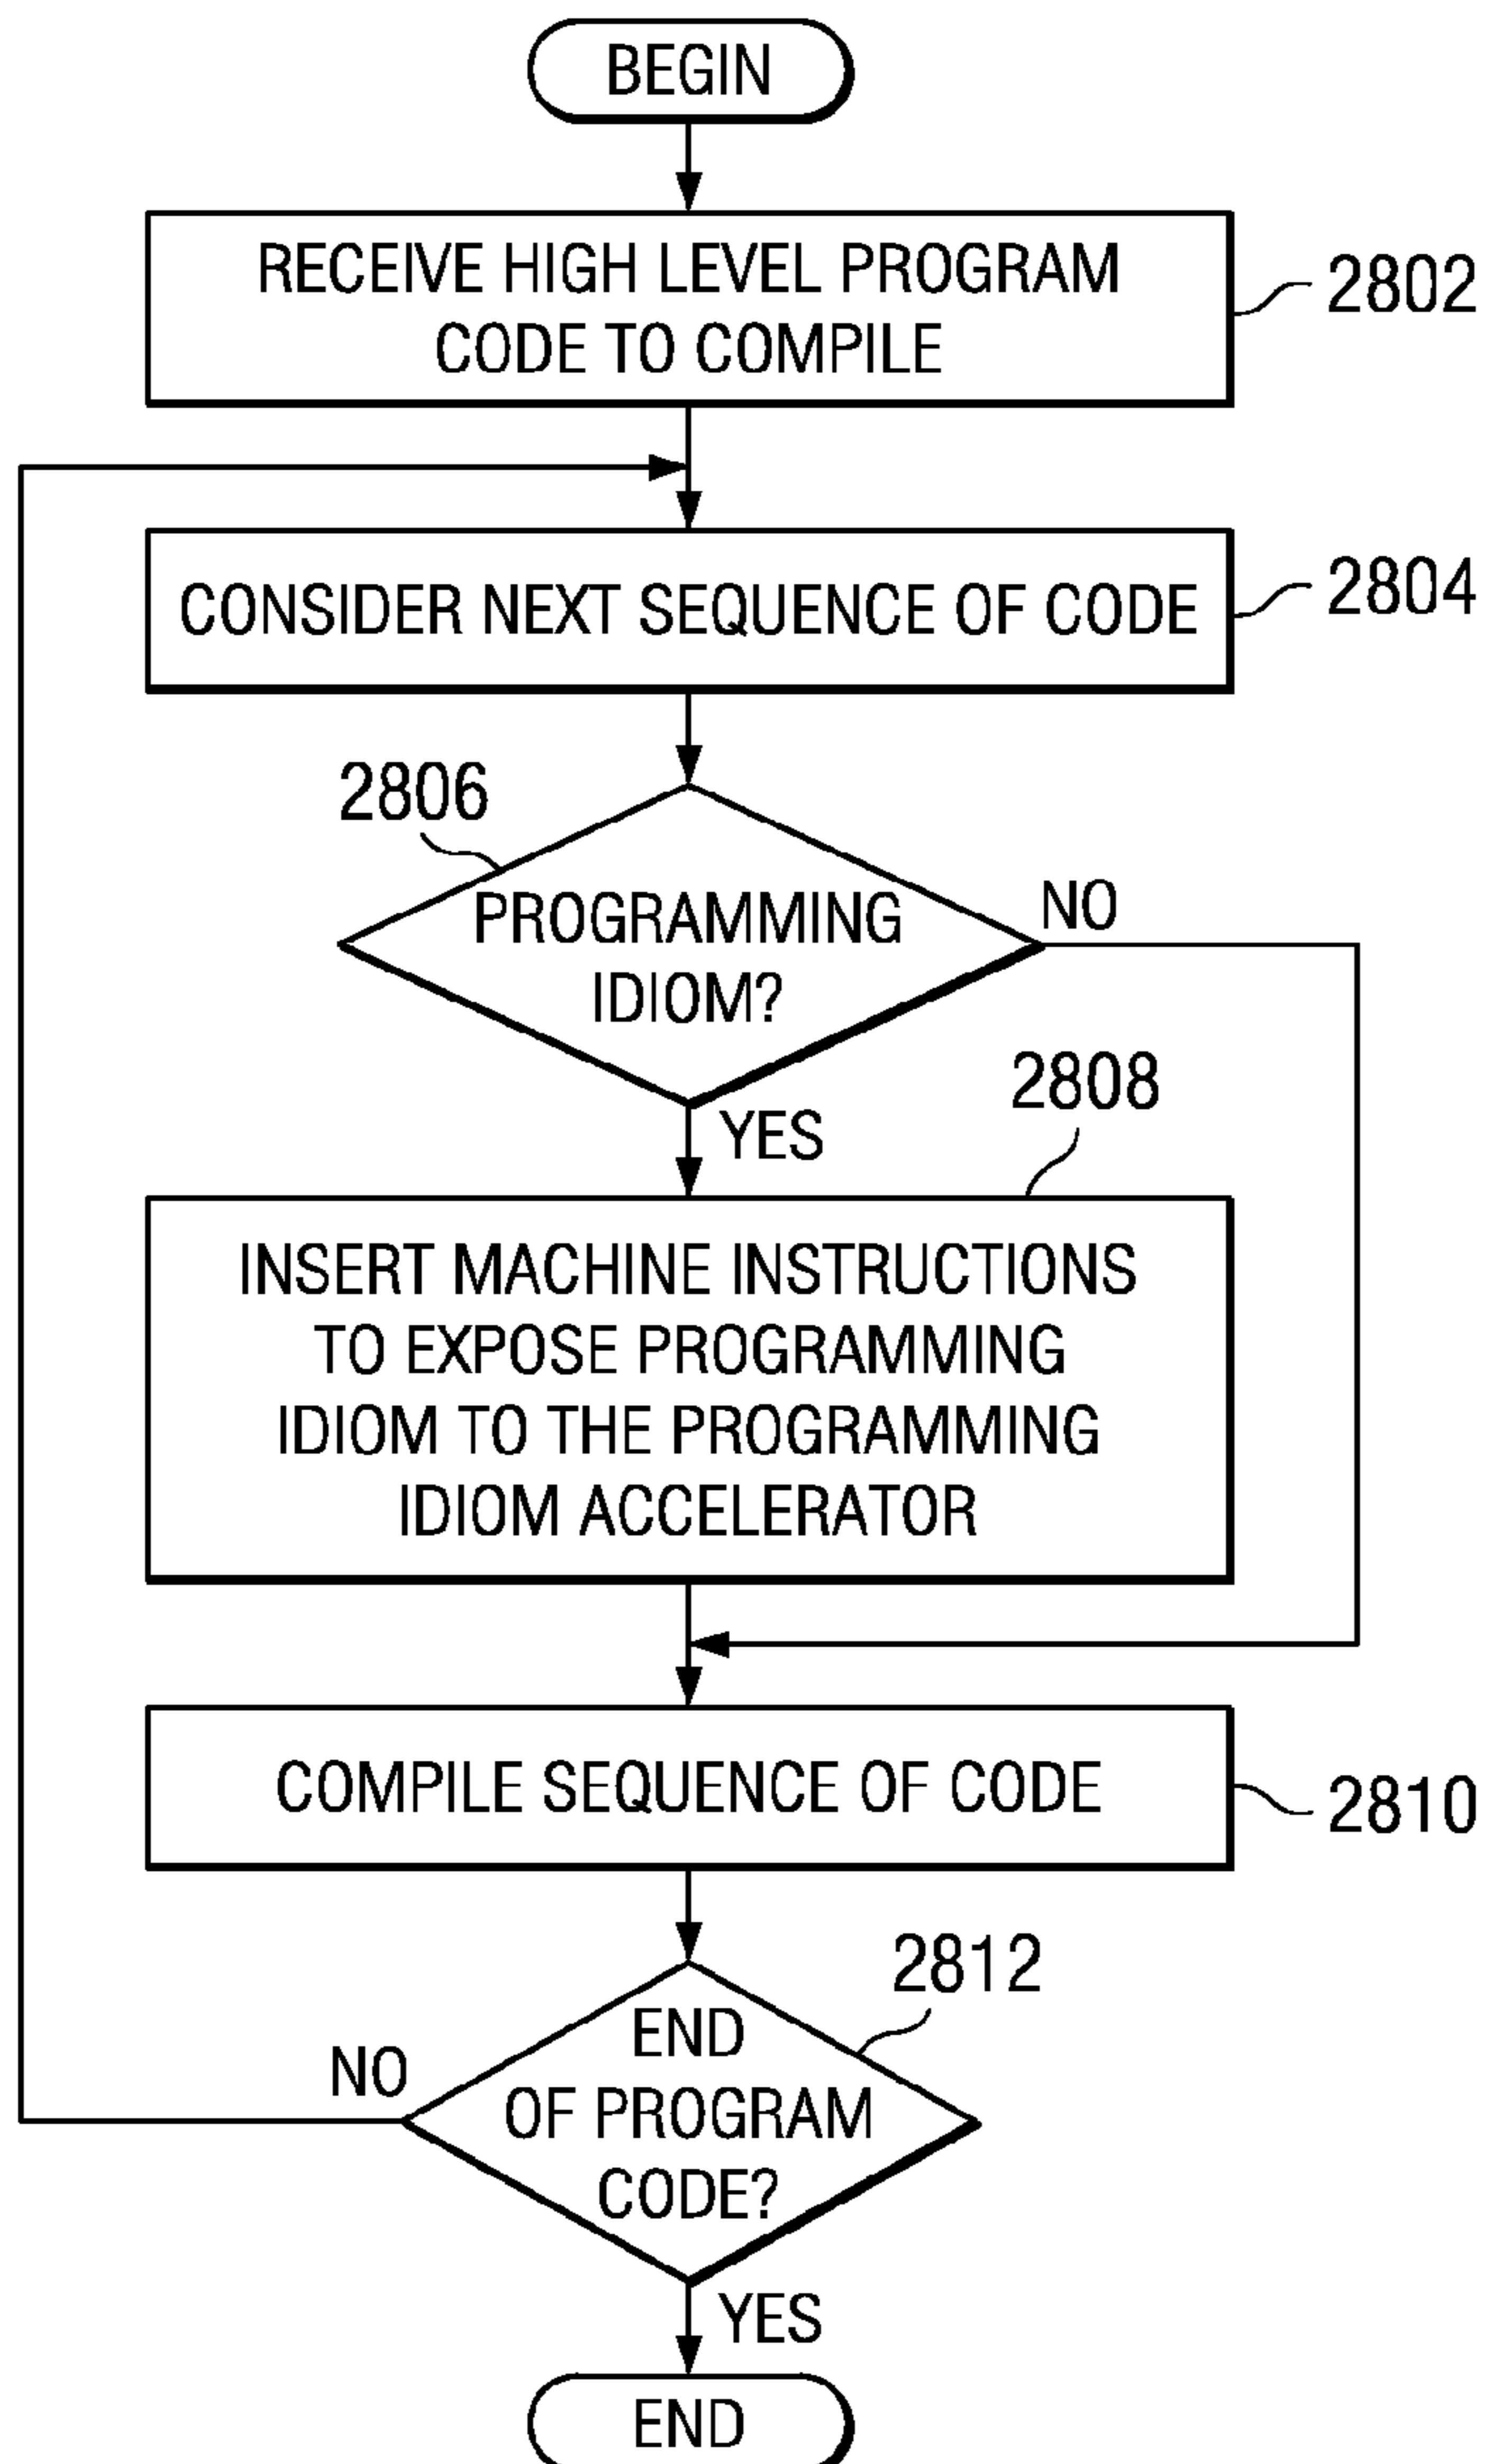 BEGIN
RECEIVE HIGH LEVEL PROGRAM
CODE TO COMPILE
2802
CONSIDER NEXT SEQUENCE OF CODE
2804
2806
PROGRAMMING
IDIOM?
NO
YES
2808
INSERT MACHINE INSTRUCTIONS
TO EXPOSE PROGRAMMING
IDIOM TO THE PROGRAMMING
IDIOM ACCELERATOR
COMPILE SEQUENCE OF CODE
2810
2812
END
OF PROGRAM
CODE?
NO
YES
END